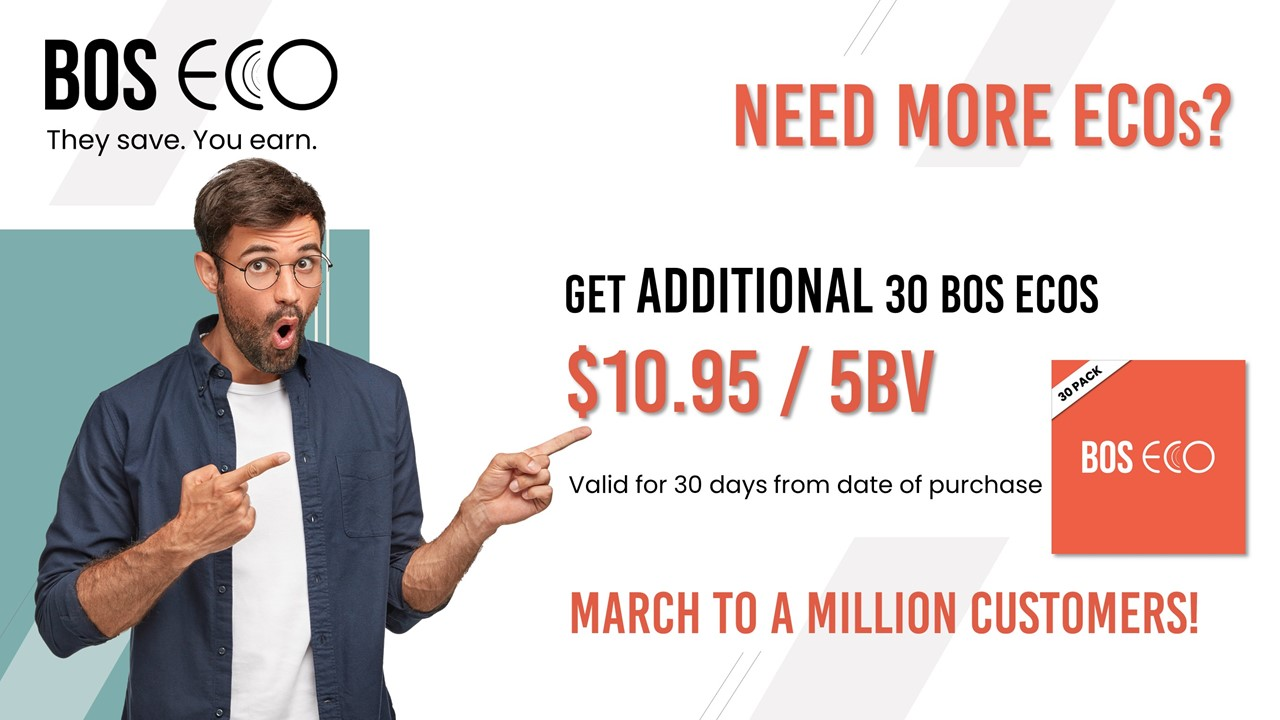 BOS ECO
They save. You earn.
NEED MORE ECOs?
GET ADDITIONAL 30 BOS ECOS
$10.95 / 5BV
30 PACK
BOS ECO
Valid for 30 days from date of purchase
MARCH TO A MILLION CUSTOMERS!